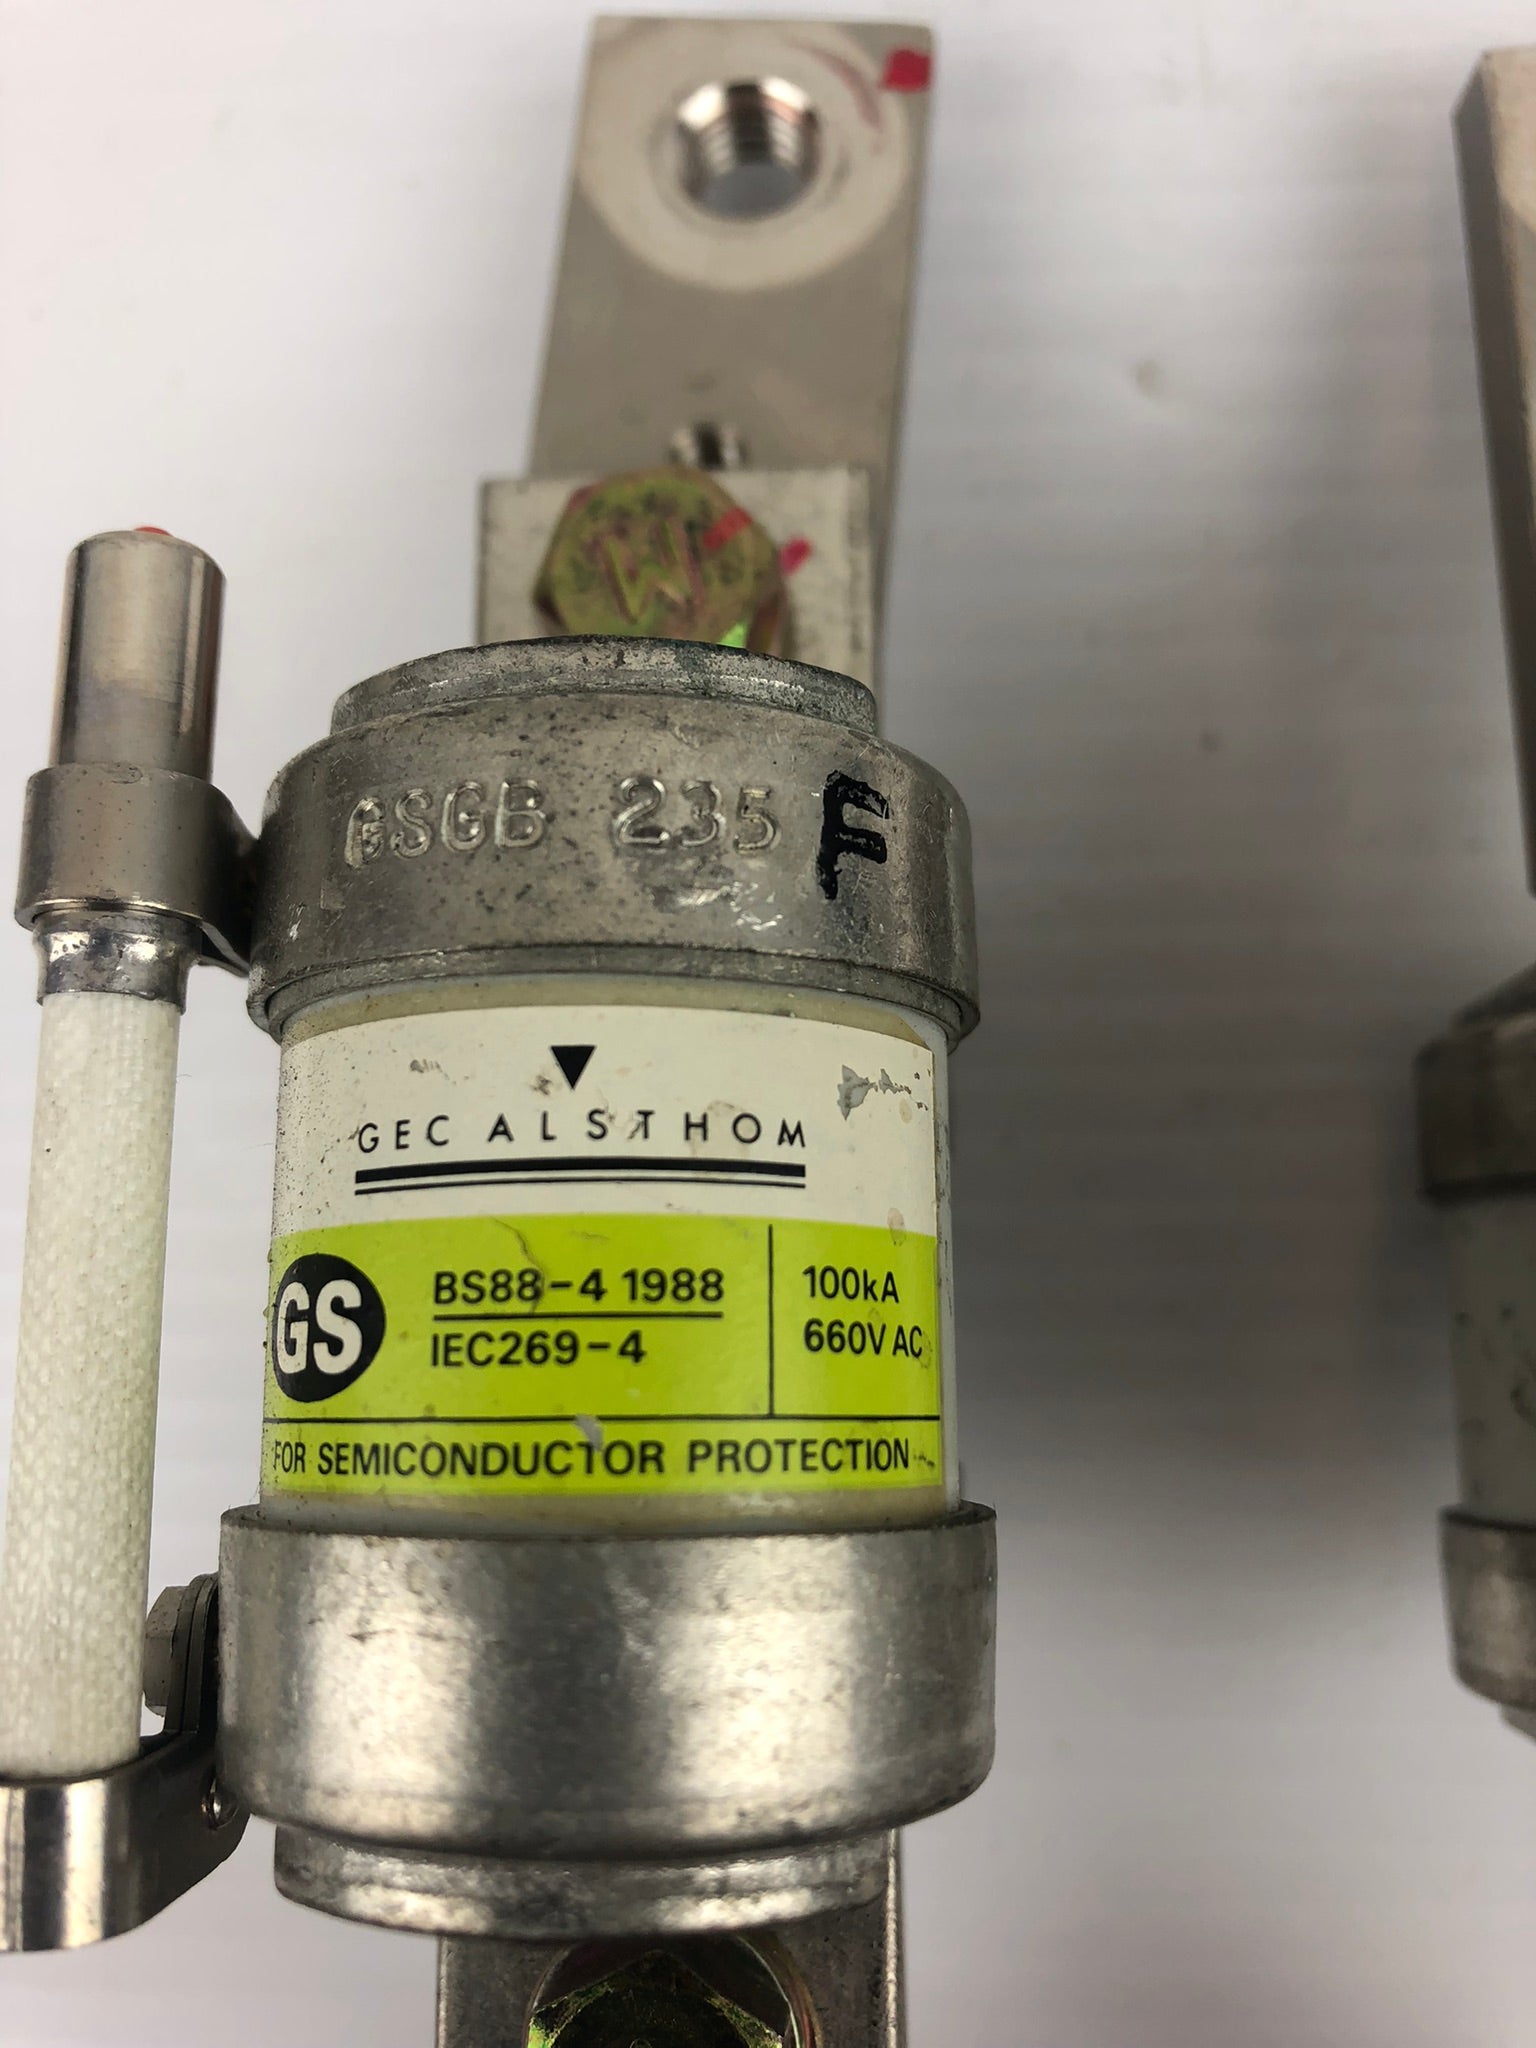 M
GSGB 235 F
GEC ALSTHOM
GS
BS88-4 1988
IEC269-4
100kA
660V AC
FOR SEMICONDUCTOR PROTECTION